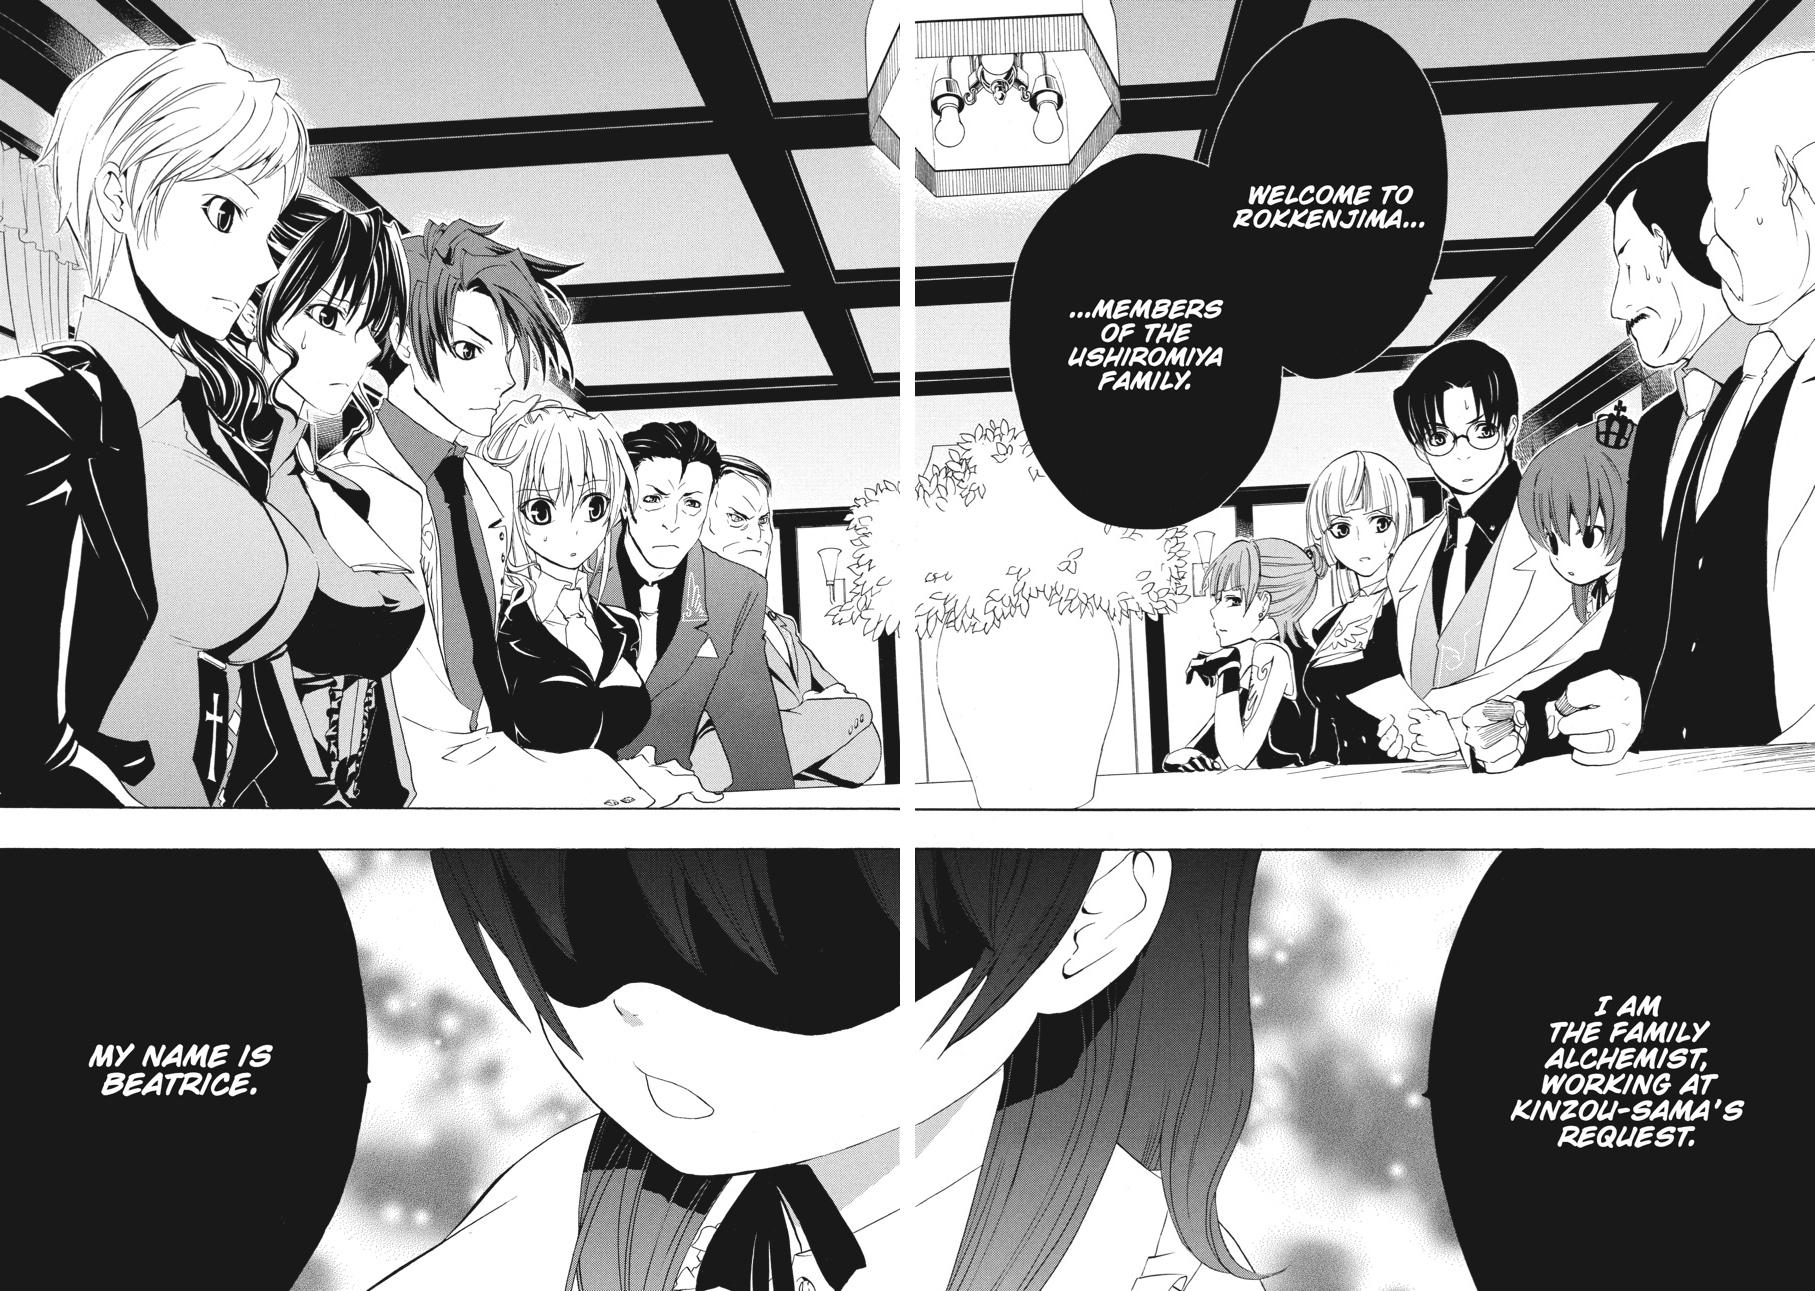 WELCOME TO
ROKKENJIMA...
...MEMBERS
OF THE
USHIROMIYA
FAMILY.
I AM
THE FAMILY
ALCHEMIST,
WORKING AT
KINZOU-SAMA'S
REQUEST.
MY NAME IS
BEATRICE.